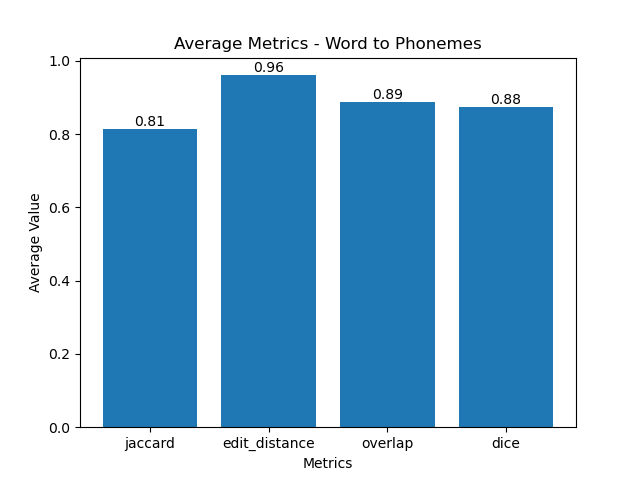 Average Metrics - Word to Phonemes
1.0
0.8
0.6
0.4
0.2
0.0
Average Value
0.81
0.96
0.89
0.88
jaccard
edit_distance
overlap
dice
Metrics